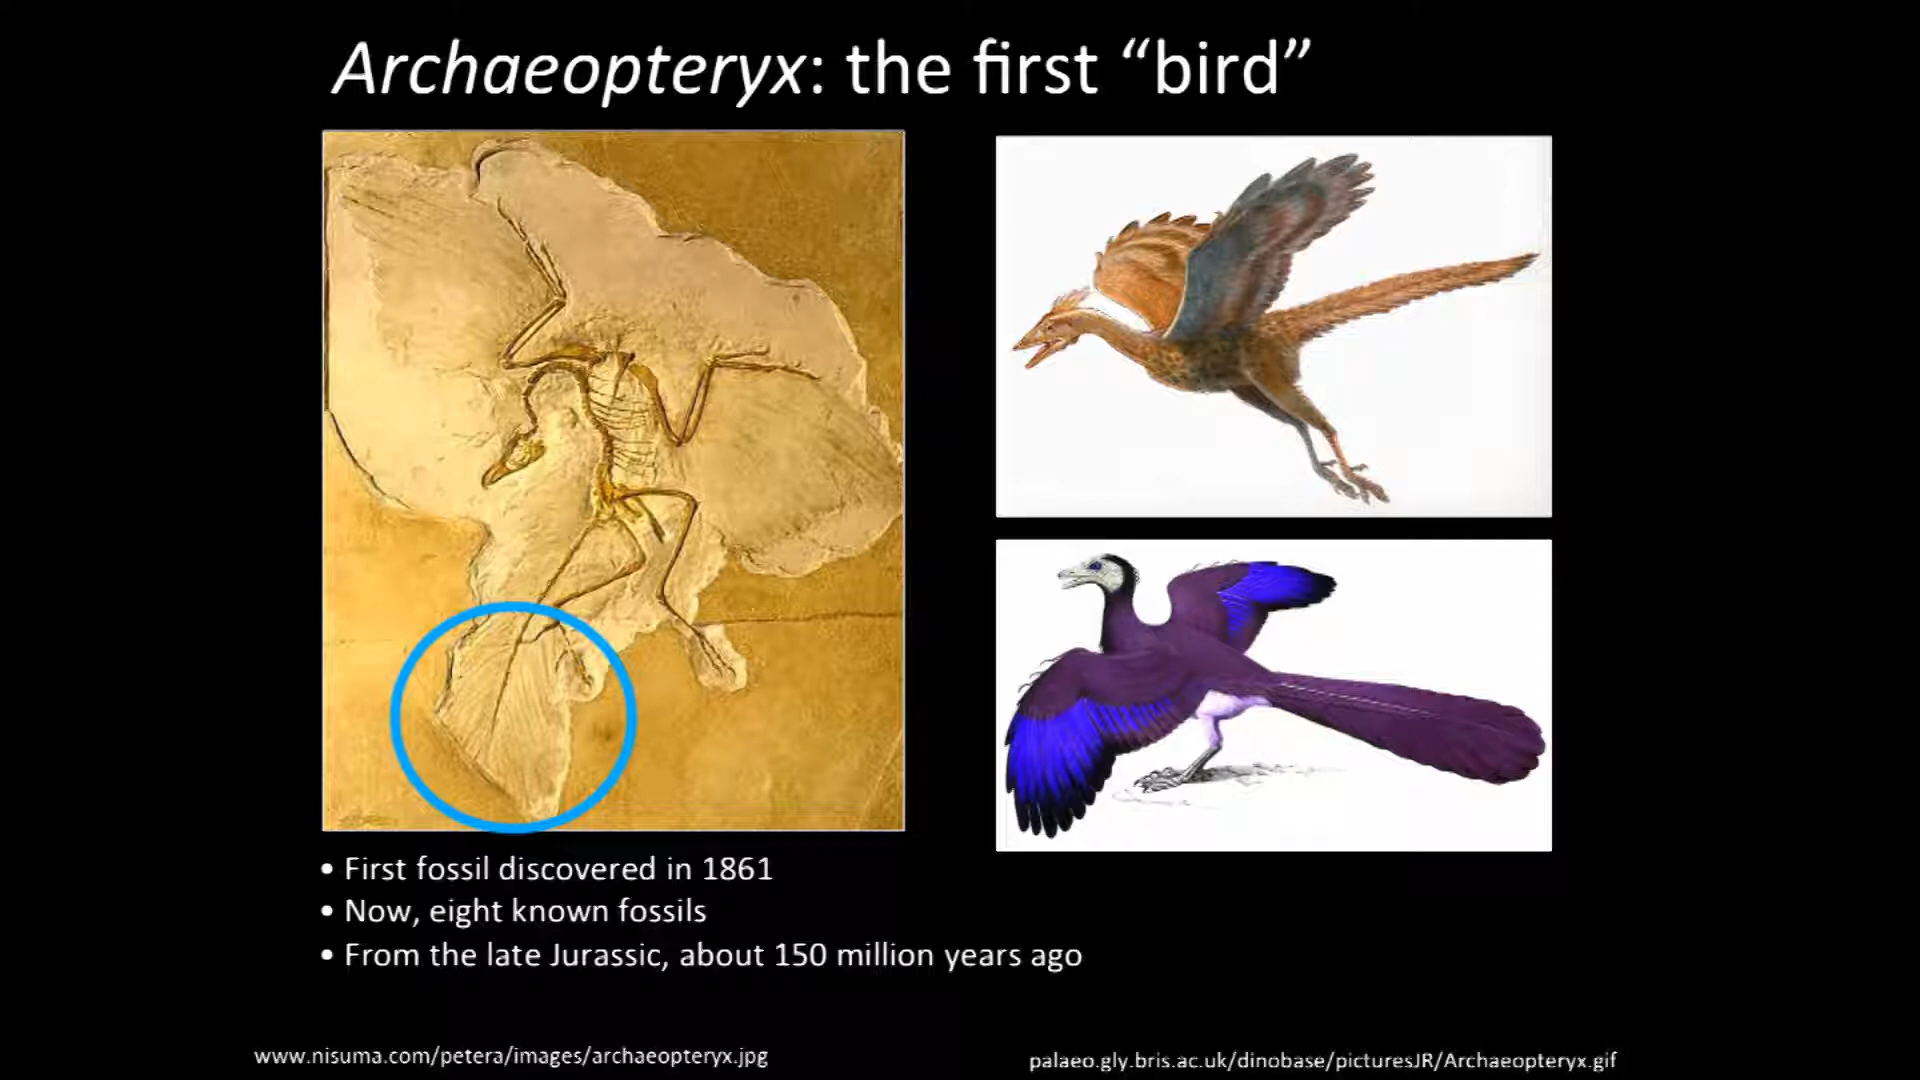 Archaeopteryx: the first “bird”
• First fossil discovered in 1861
• Now, eight known fossils
• From the late Jurassic, about 150 million years ago
www.nisuma.com/petera/images/archaeopteryx.jpg
palaeo.gly.bris.ac.uk/dinobase/picturesJR/Archaeopteryx.gif